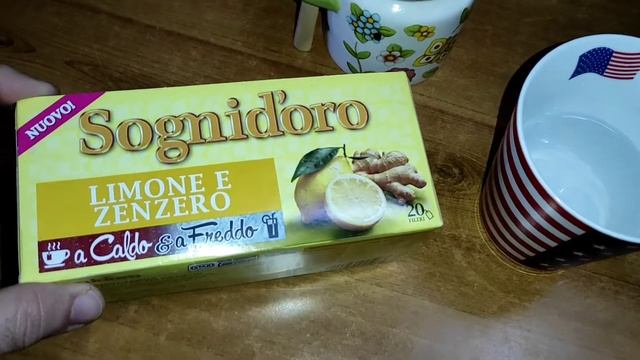 NUOVO!
Sognid'oro
LIMONE E
ZENZERO
a Caldo & a Freddo
20
FILTRI